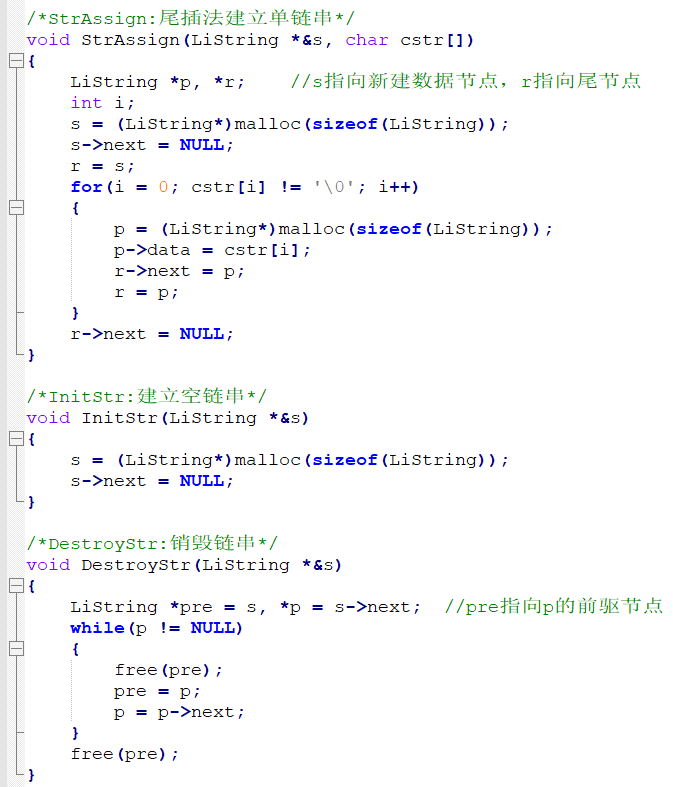 /*StrAssign:尾插法建立单链串*/
void StrAssign(LiString *&s, char cstr[])
{
    LiString *p, *r;    //s指向新建数据节点，r指向尾节点
    int i;
    s = (LiString*)malloc(sizeof(LiString));
    s->next = NULL;
    r = s;
    for(i = 0; cstr[i] != '\0'; i++)
    {
        p = (LiString*)malloc(sizeof(LiString));
        p->data = cstr[i];
        r->next = p;
        r = p;
    }
    r->next = NULL;
}

/*InitStr:建立空链串*/
void InitStr(LiString *&s)
{
    s = (LiString*)malloc(sizeof(LiString));
    s->next = NULL;
}

/*DestroyStr:销毁链串*/
void DestroyStr(LiString *&s)
{
    LiString *pre = s, *p = s->next;  //pre指向p的前驱节点
    while(p != NULL)
    {
        free(pre);
        pre = p;
        p = p->next;
    }
    free(pre);
}